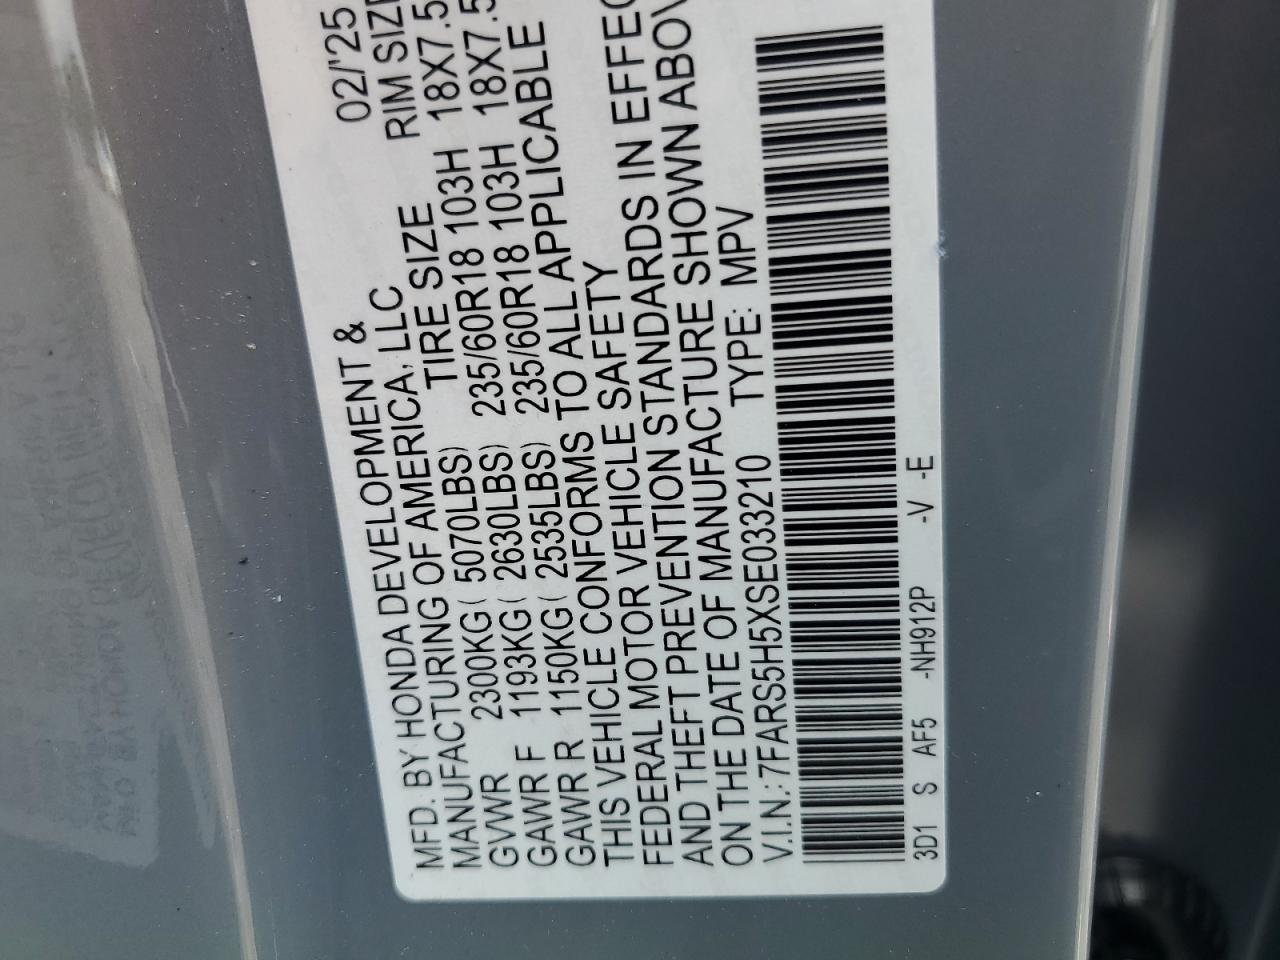 MFD. BY HONDA DEVELOPMENT & 02/'25
MANUFACTURING OF AMERICA, LLC
TIRE SIZE RIM SIZE
GVWR 2300KG( 5070LBS) 235/60R18 103H 18X7.5
GAWR F 1193KG( 2630LBS) 235/60R18 103H 18X7.5
GAWR R 1150KG( 2535LBS)
THIS VEHICLE CONFORMS TO ALL APPLICABLE
FEDERAL MOTOR VEHICLE SAFETY
AND THEFT PREVENTION STANDARDS IN EFFEC
ON THE DATE OF MANUFACTURE SHOWN ABOV
V.I.N.: 7FARS5H5XSE033210 TYPE: MPV
3D1 S AF5 -NH912P -V -E